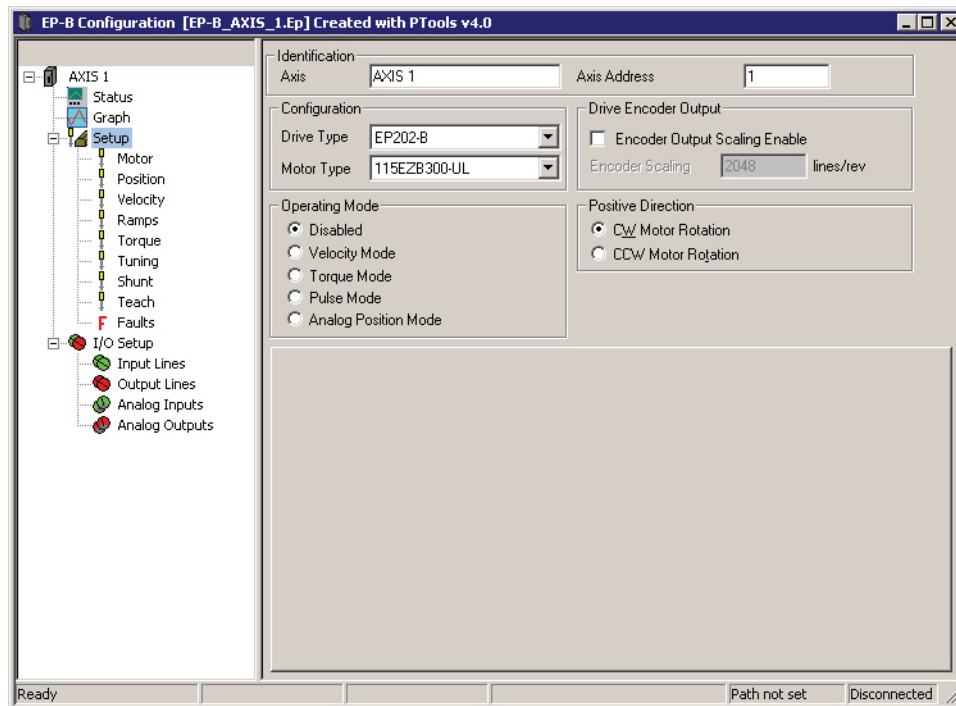 EP-B Configuration [EP-B_AXIS_1.Ep] Created with PTools v4.0
AXIS 1
Status
Graph
Setup
Motor
Position
Velocity
Ramps
Torque
Tuning
Shunt
Teach
F Faults
I/O Setup
Input Lines
Output Lines
Analog Inputs
Analog Outputs
Identification
Axis AXIS 1 Axis Address 1
Configuration
Drive Type EP202-B
Motor Type 115EZB300-UL
Drive Encoder Output
Encoder Output Scaling Enable
Encoder Scaling 2048 lines/rev
Operating Mode
Disabled
Velocity Mode
Torque Mode
Pulse Mode
Analog Position Mode
Positive Direction
CW Motor Rotation
CCW Motor Rotation
Ready Path not set Disconnected